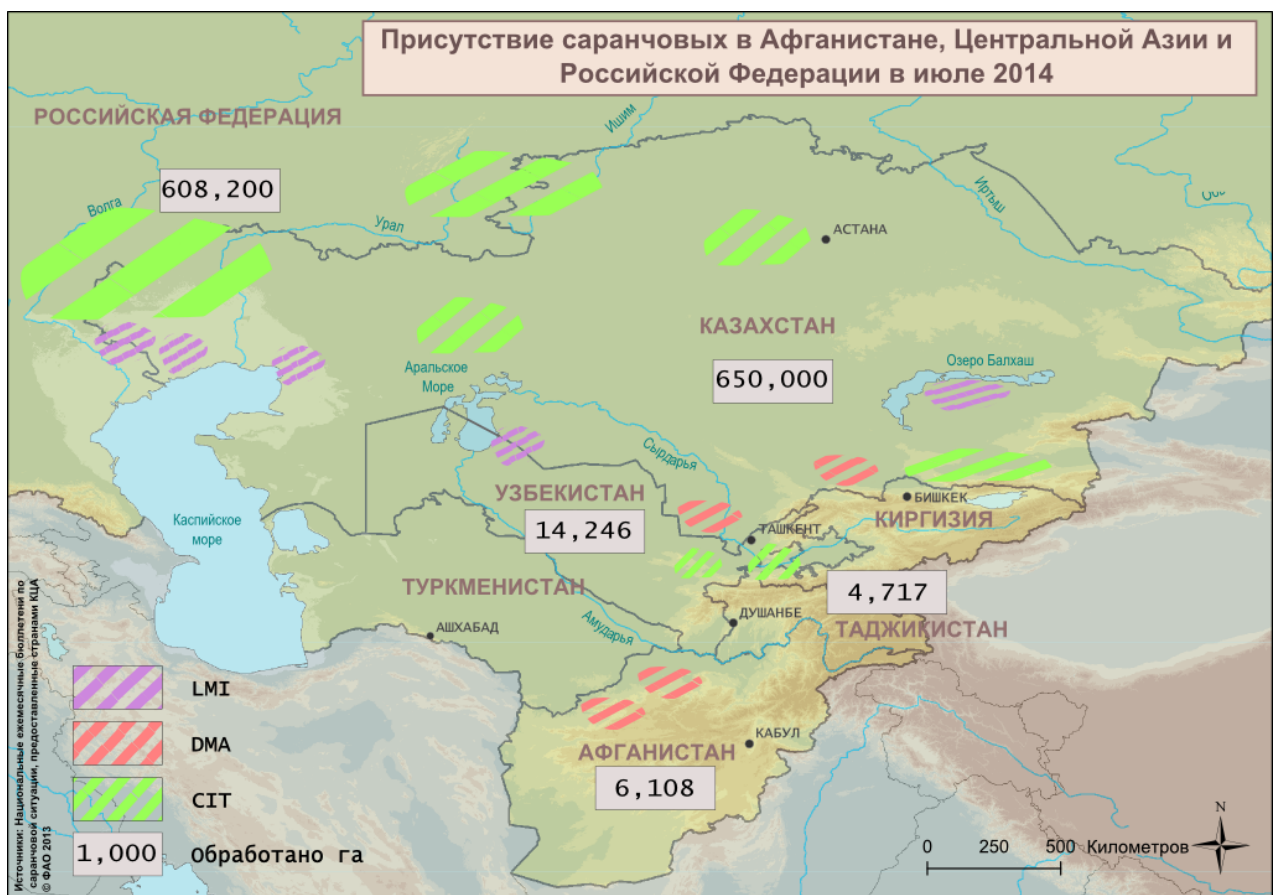 Присутствие саранчовых в Афганистане, Центральной Азии и
Российской Федерации в июле 2014
РОССИЙСКАЯ ФЕДЕРАЦИЯ
Ишим
608,200
Волга
Урал
Иртыш
АСТАНА
КАЗАХСТАН
650,000
Аральское
Море
Озеро Балхаш
Сырдарья
УЗБЕКИСТАН
14,246
БИШКЕК
КИРГИЗИЯ
Каспийское
море
ТАШКЕНТ
ТУРКМЕНИСТАН
4,717
ДУШАНБЕ
ТАДЖИКИСТАН
АШХАБАД
Амударья
КАБУЛ
АФГАНИСТАН
6,108
LMI
DMA
CIT
1,000 Обработано га
Источники: Национальные ежемесячные бюллетени по
саранчовой ситуации, предоставленные странами КЦА
© ФАО 2013
N
0 250 500 Километров